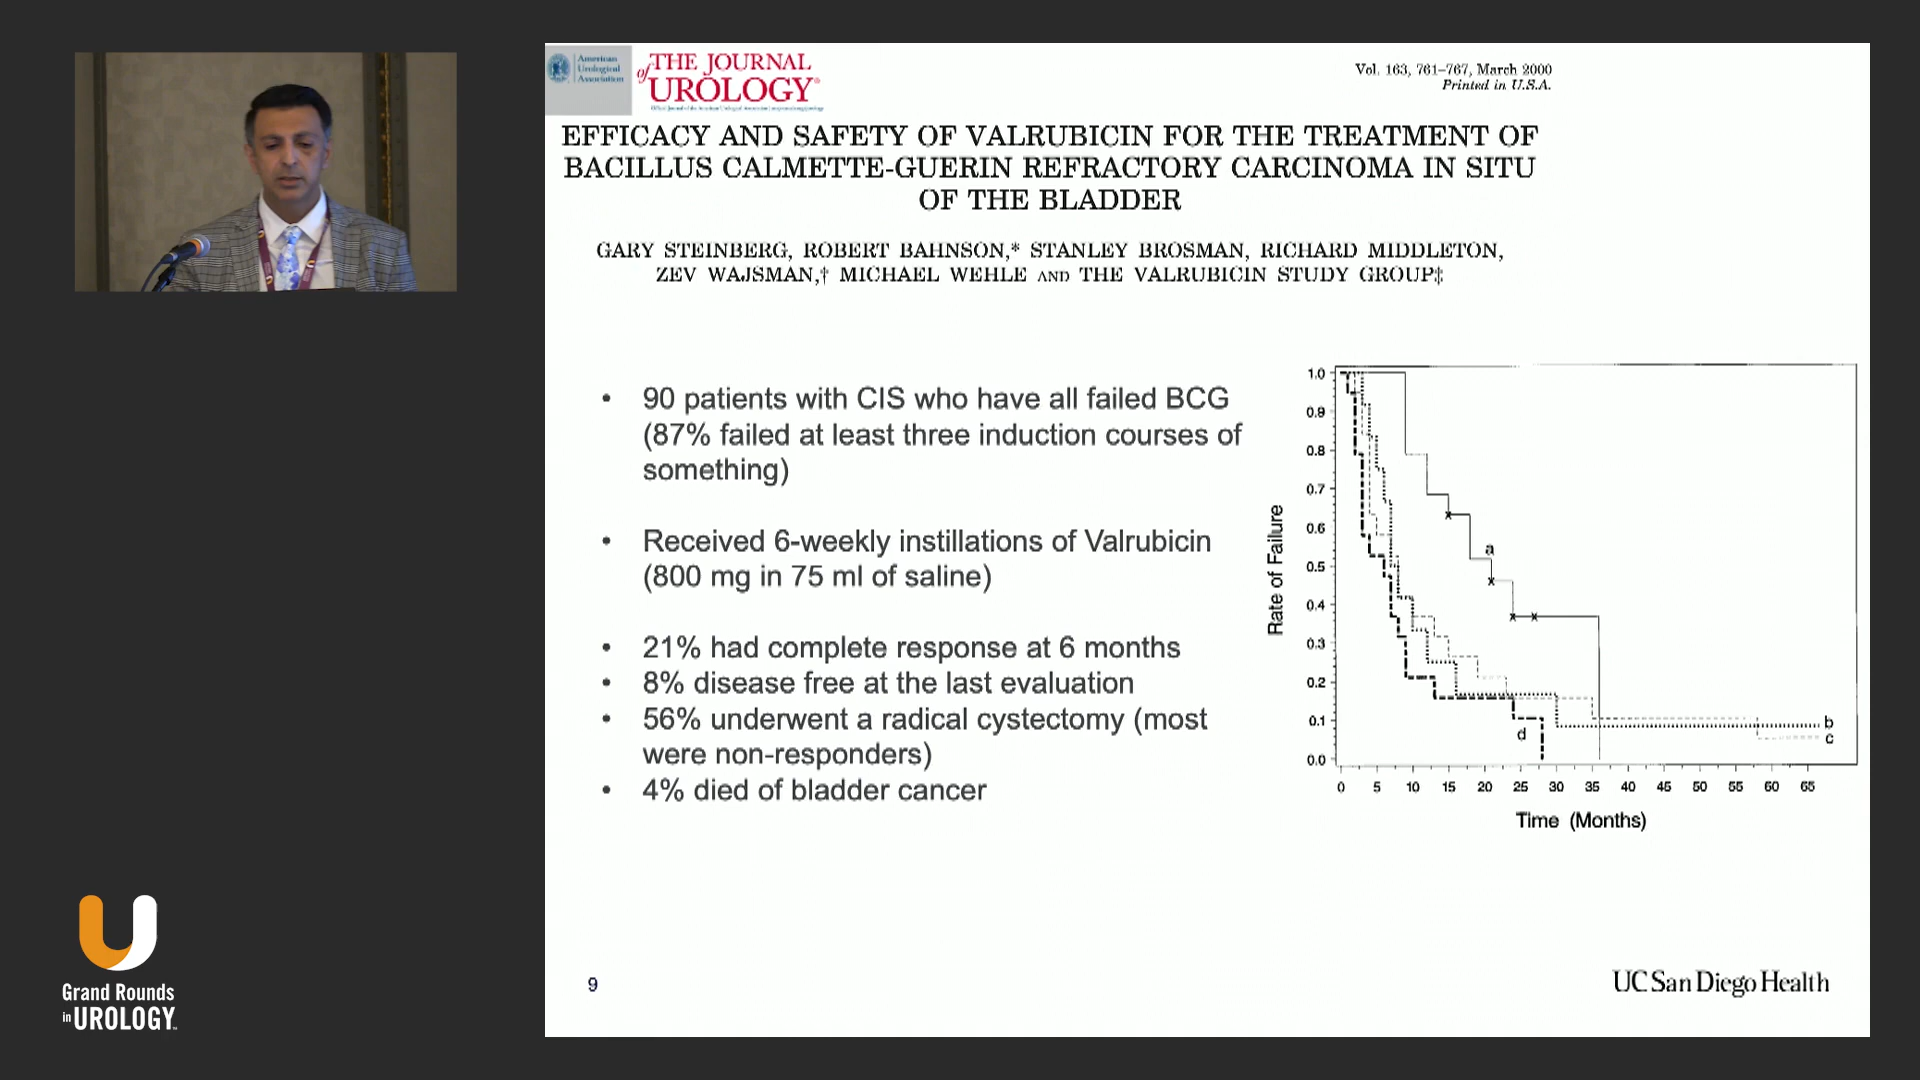 American
Urological
Association
THE JOURNAL
of UROLOGY®
Vol. 163, 761–767, March 2000
Printed in U.S.A.
EFFICACY AND SAFETY OF VALRUBICIN FOR THE TREATMENT OF
BACILLUS CALMETTE-GUERIN REFRACTORY CARCINOMA IN SITU
OF THE BLADDER
GARY STEINBERG, ROBERT BAHNSON,* STANLEY BROSMAN, RICHARD MIDDLETON,
ZEV WAJSMAN,† MICHAEL WEHLE AND THE VALRUBICIN STUDY GROUP‡
• 90 patients with CIS who have all failed BCG
(87% failed at least three induction courses of
something)
• Received 6-weekly instillations of Valrubicin
(800 mg in 75 ml of saline)
• 21% had complete response at 6 months
• 8% disease free at the last evaluation
• 56% underwent a radical cystectomy (most
were non-responders)
• 4% died of bladder cancer
Rate of Failure
1.0
0.9
0.8
0.7
0.6
0.5
0.4
0.3
0.2
0.1
0.0
a
b
c
d
0 5 10 15 20 25 30 35 40 45 50 55 60 65
Time (Months)
9
UC San Diego Health
Grand Rounds
in UROLOGY™